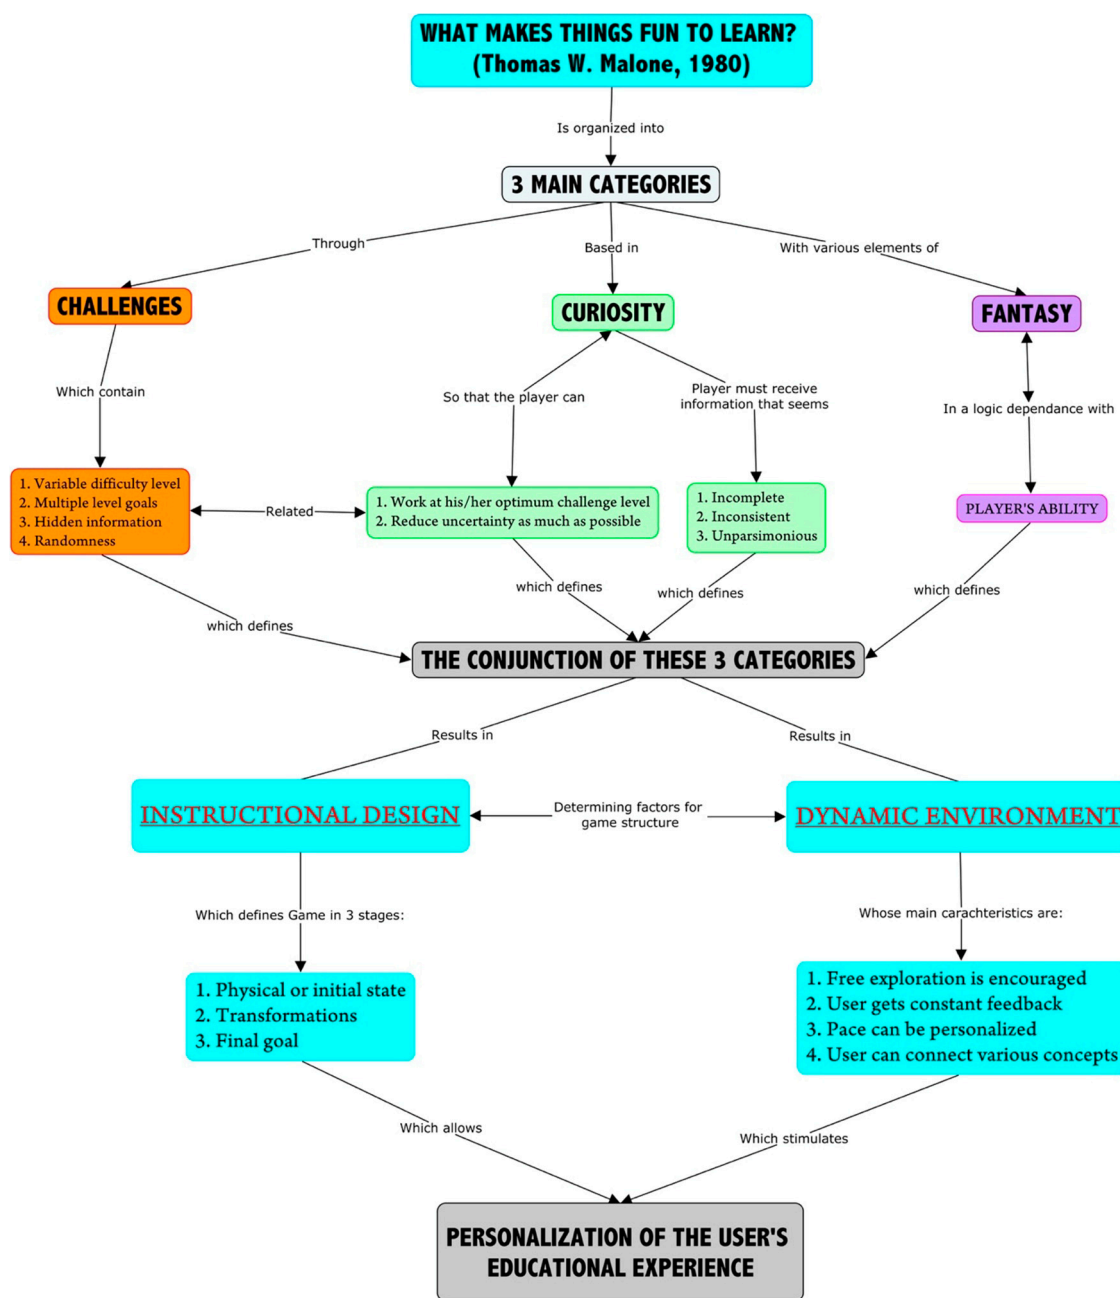 WHAT MAKES THINGS FUN TO LEARN?
(Thomas W. Malone, 1980)
Is organized into
3 MAIN CATEGORIES
Through
Based in
With various elements of
CHALLENGES
CURIOSITY
FANTASY
Which contain
So that the player can
Player must receive
information that seems
In a logic dependance with
1. Variable difficulty level
2. Multiple level goals
3. Hidden information
4. Randomness
Related
1. Work at his/her optimum challenge level
2. Reduce uncertainty as much as possible
1. Incomplete
2. Inconsistent
3. Unparsimonious
PLAYER'S ABILITY
which defines
which defines
which defines
which defines
THE CONJUNCTION OF THESE 3 CATEGORIES
Results in
Results in
INSTRUCTIONAL DESIGN
Determining factors for
game structure
DYNAMIC ENVIRONMENT
Which defines Game in 3 stages:
Whose main carachteristics are:
1. Physical or initial state
2. Transformations
3. Final goal
1. Free exploration is encouraged
2. User gets constant feedback
3. Pace can be personalized
4. User can connect various concepts
Which allows
Which stimulates
PERSONALIZATION OF THE USER'S
EDUCATIONAL EXPERIENCE